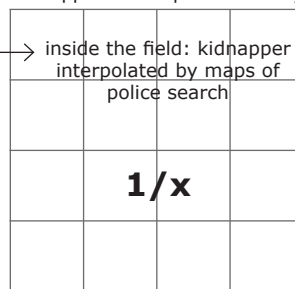 inside the field: kidnapper
interpolated by maps of
police search
1/x